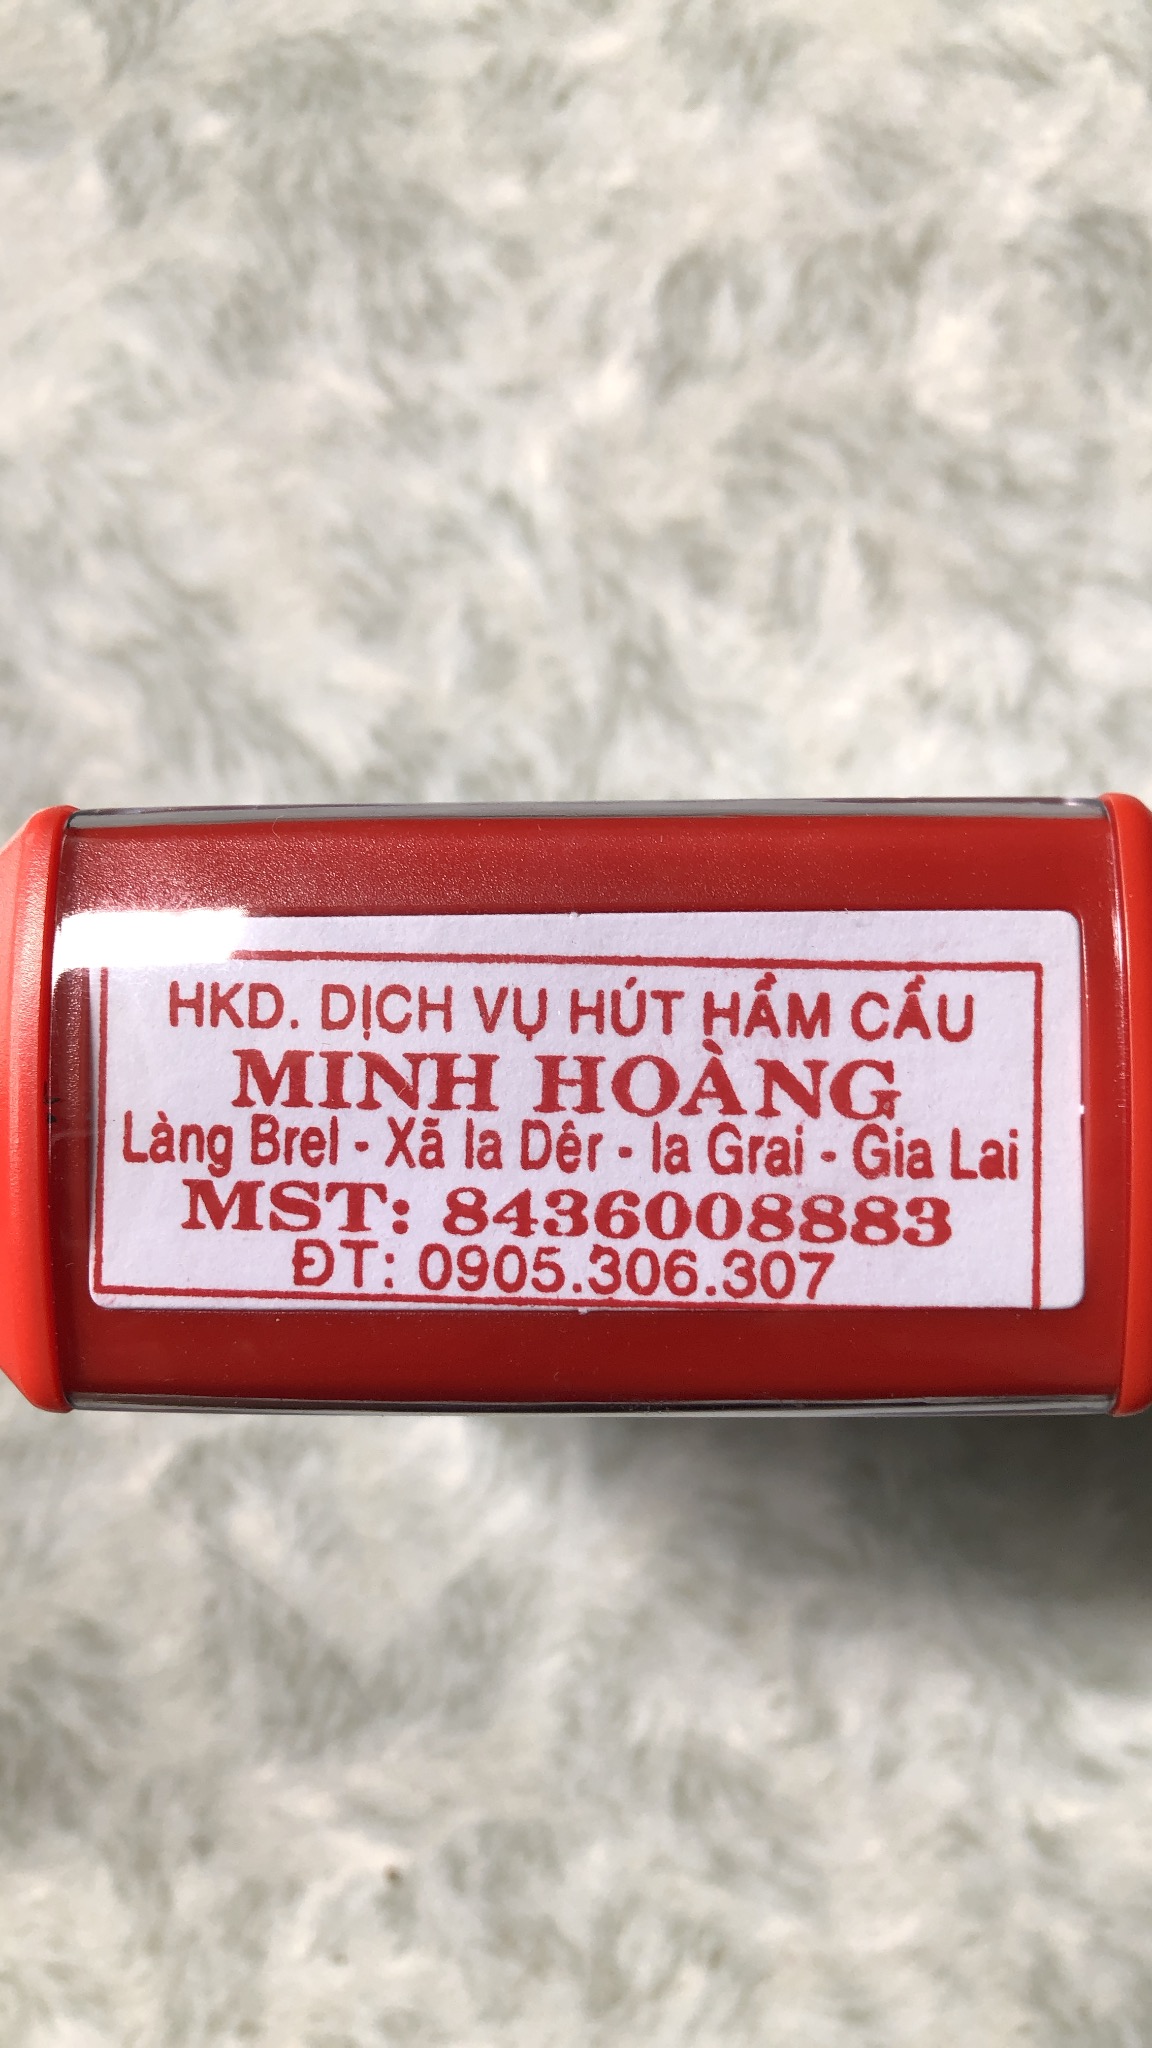 HKD. DỊCH VỤ HÚT HẦM CẦU
MINH HOÀNG
Làng Brel - Xã Ia Dêr - Ia Grai - Gia Lai
MST: 8436008883
ĐT: 0905.306.307